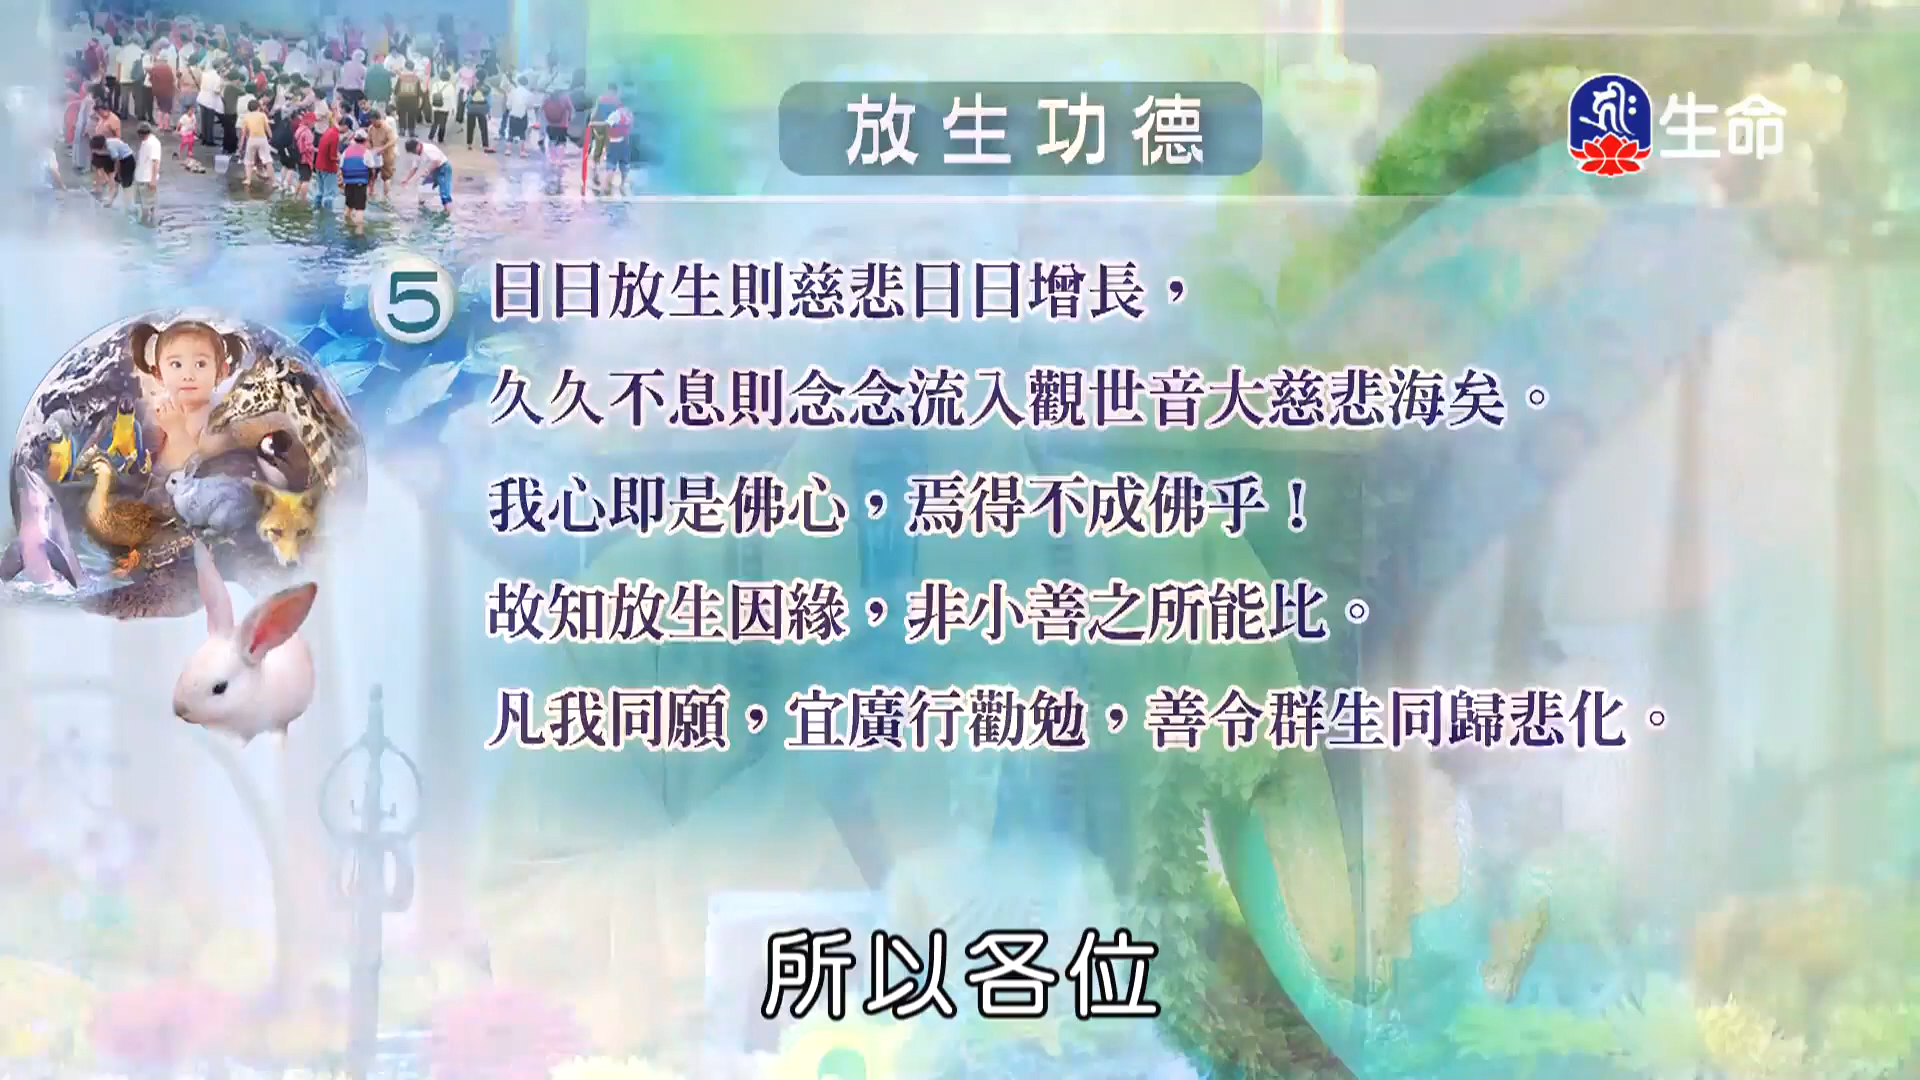 放生功德
生命
5 日日放生則慈悲日日增長，
久久不息則念念流入觀世音大慈悲海矣。
我心即是佛心，焉得不成佛乎！
故知放生因緣，非小善之所能比。
凡我同願，宜廣行勸勉，善令群生同歸悲化。
所以各位